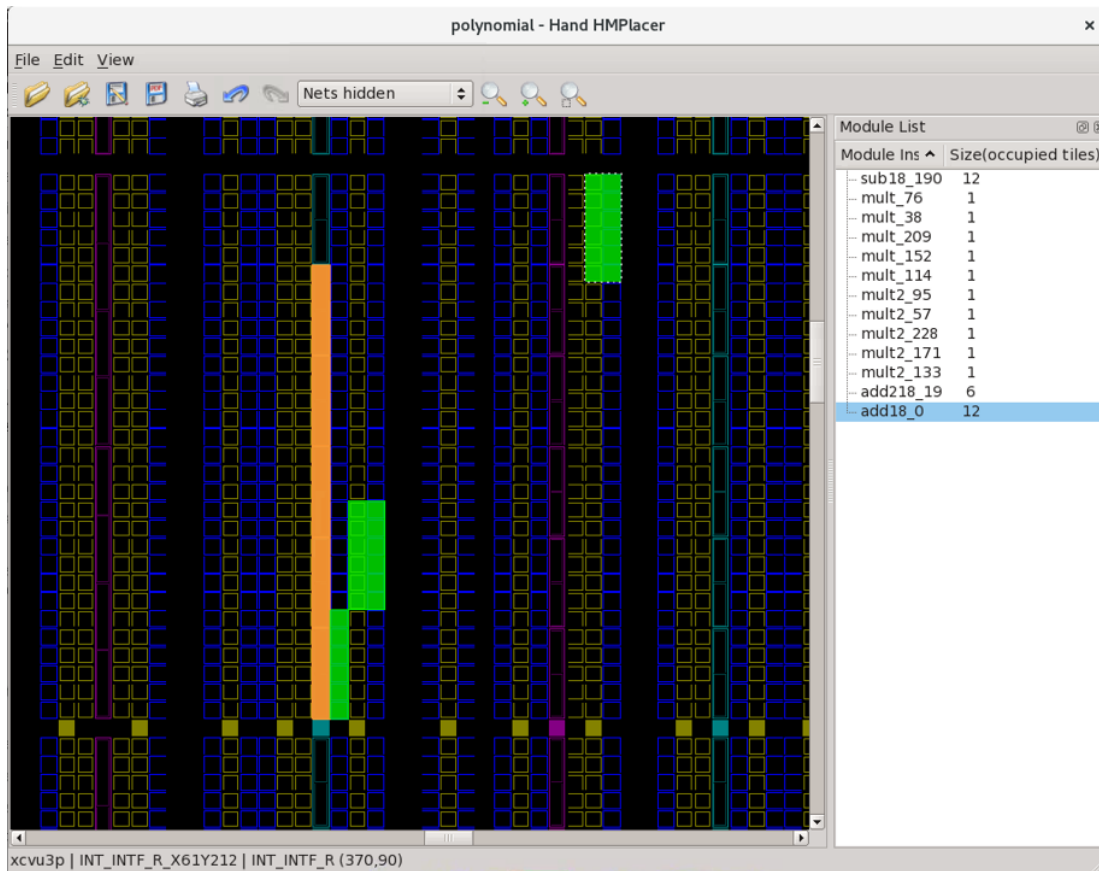 polynomial - Hand HMPlacer ×
File Edit View
Nets hidden
Module List
Module Ins Size(occupied tiles)
sub18_190 12
mult_76 1
mult_38 1
mult_209 1
mult_152 1
mult_114 1
mult2_95 1
mult2_57 1
mult2_228 1
mult2_171 1
mult2_133 1
add218_19 6
add18_0 12
xcvu3p | INT_INTF_R_X61Y212 | INT_INTF_R (370,90)